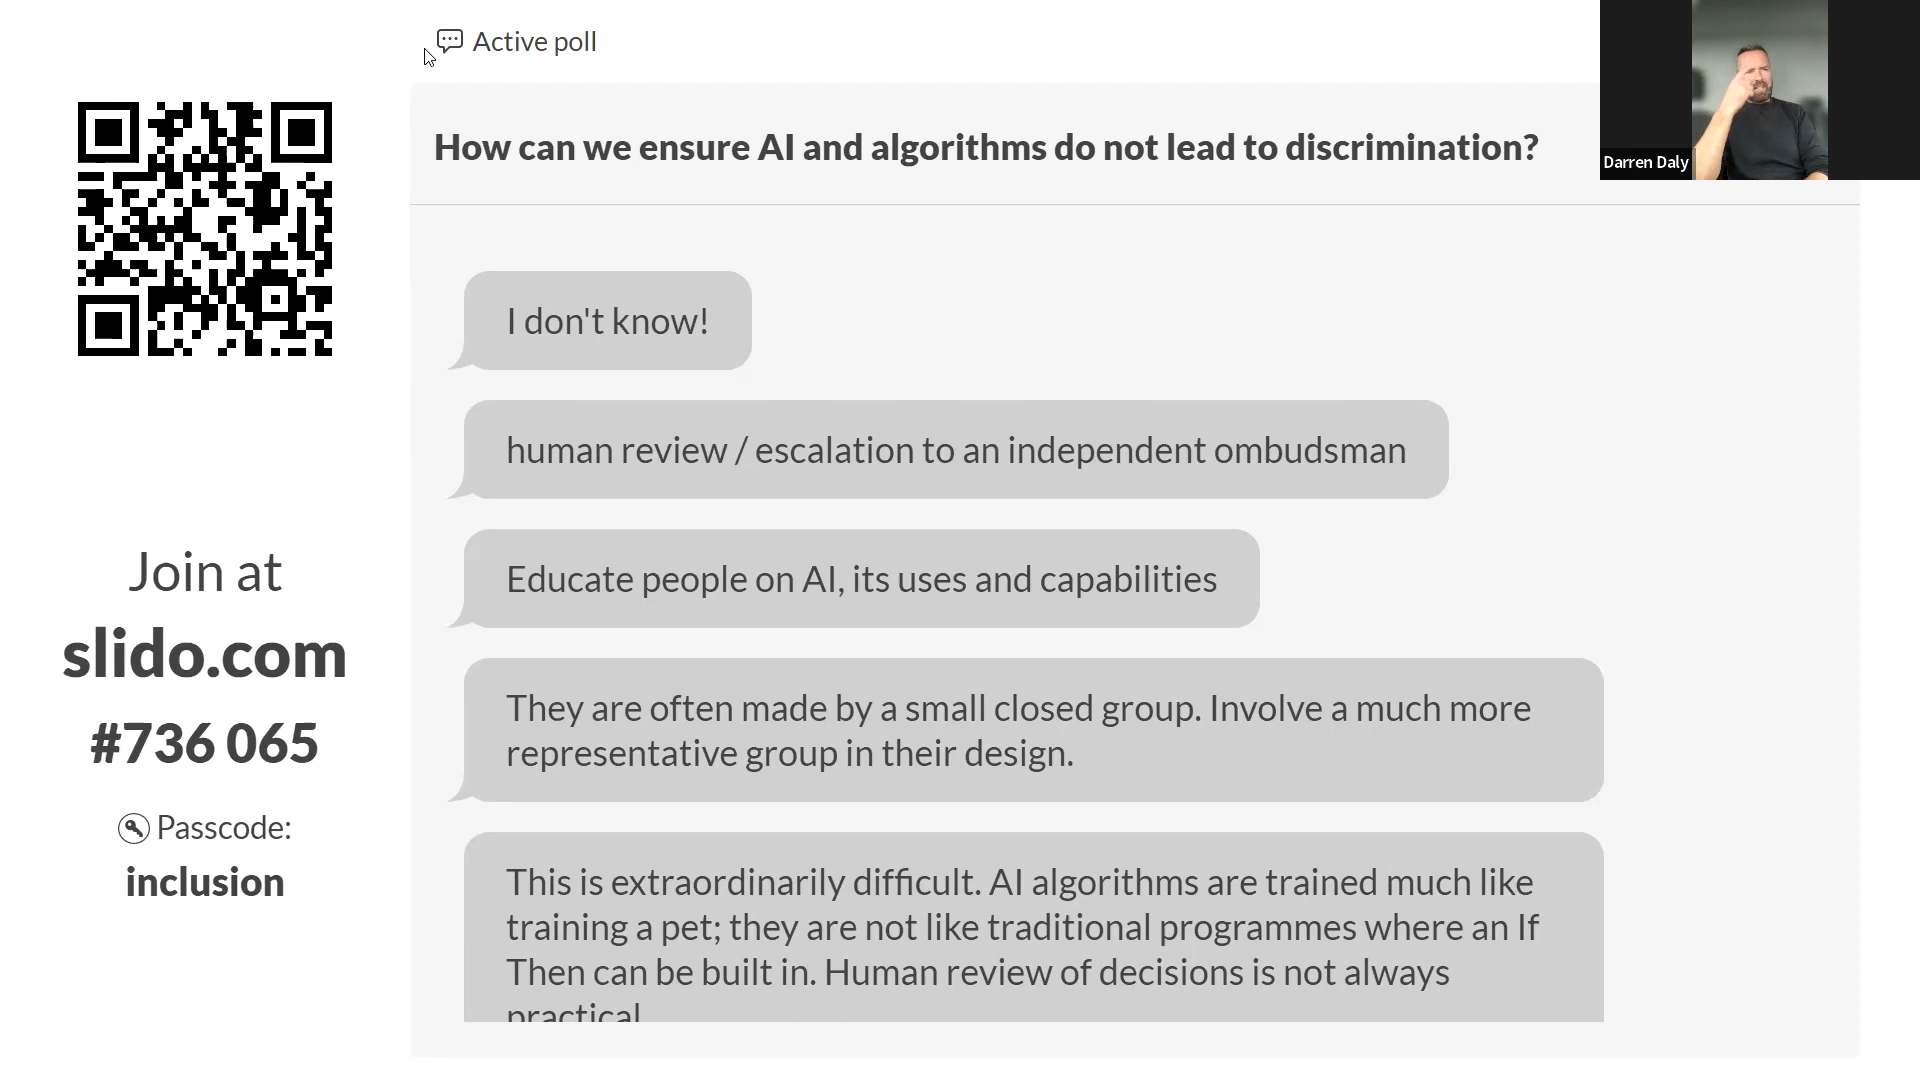 Active poll
Darren Daly
How can we ensure AI and algorithms do not lead to discrimination?
I don't know!
human review / escalation to an independent ombudsman
Educate people on AI, its uses and capabilities
They are often made by a small closed group. Involve a much more
representative group in their design.
This is extraordinarily difficult. AI algorithms are trained much like
training a pet; they are not like traditional programmes where an If
Then can be built in. Human review of decisions is not always
practical
Join at
slido.com
#736 065
Passcode:
inclusion